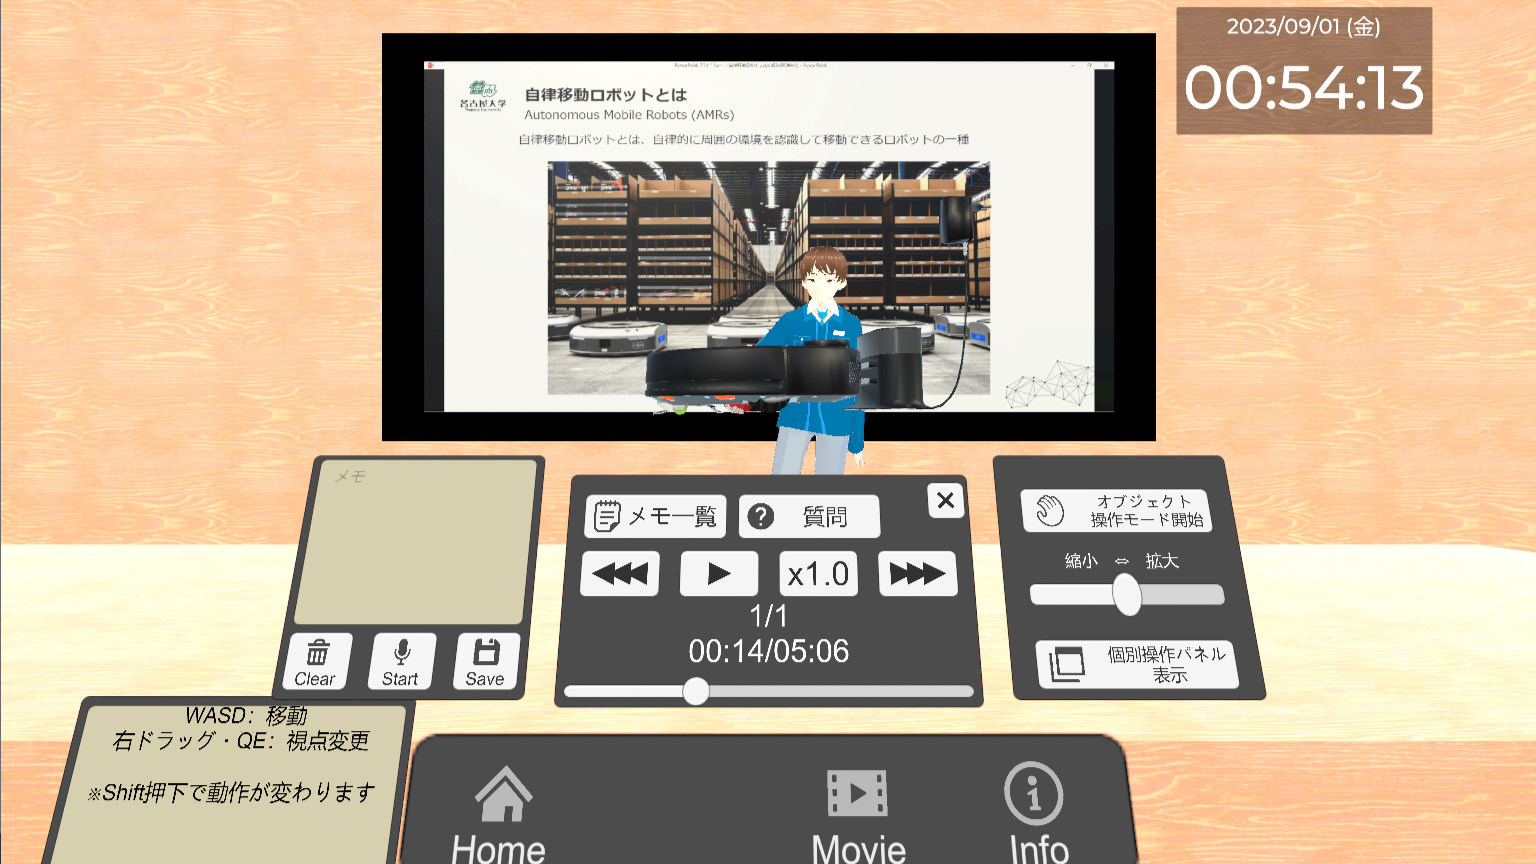 2023/09/01 (金)
00:54:13
名古屋大学
自律移動ロボットとは
Autonomous Mobile Robots (AMRs)
自律移動ロボットとは、自律的に周囲の環境を認識して移動できるロボットの一種
メモ
Clear
Start
Save
メモ一覧
質問
x1.0
1/1
00:14/05:06
オブジェクト
操作モード開始
縮小 ⇔ 拡大
個別操作パネル
表示
WASD：移動
右ドラッグ・QE：視点変更
※Shift押下で動作が変わります
Home
Movie
Info